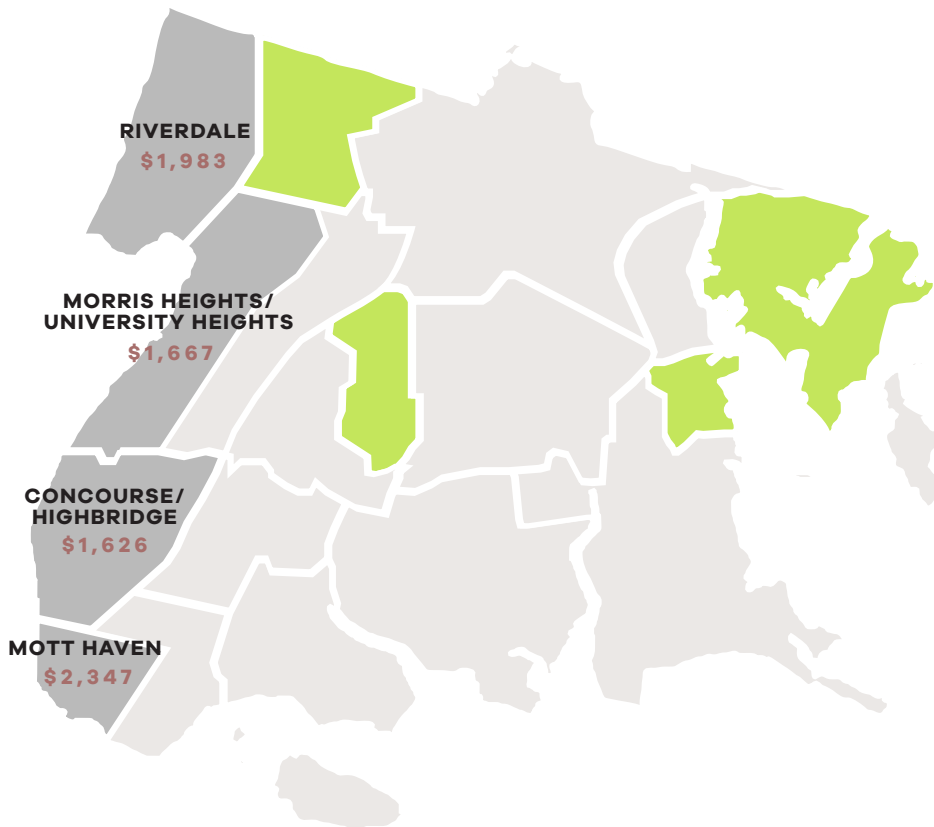 RIVERDALE
$1,983
MORRIS HEIGHTS/
UNIVERSITY HEIGHTS
$1,667
CONCOURSE/
HIGHBRIDGE
$1,626
MOTT HAVEN
$2,347